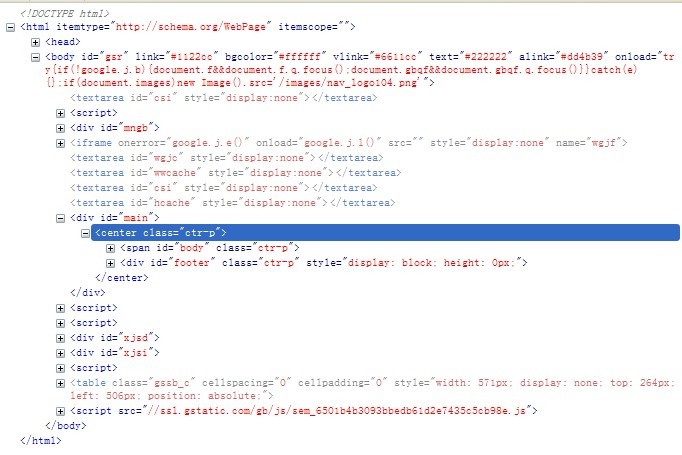 <!DOCTYPE html>
<html itemtype="http://schema.org/WebPage" itemscope="">
<head>
<body id="gsr" link="#1122cc" bgcolor="#ffffff" vlink="#6611cc" text="#222222" alink="#dd4b39" onload="tr
y{if(!google.j.b){document.f&&document.f.q.focus();document.gbqf&&document.gbqf.q.focus()}}catch(e)
{};if(document.images)new Image().src='/images/nav_logo104.png'">
<textarea id="csi" style="display:none"></textarea>
<script>
<div id="mngb">
<iframe onerror="google.j.e()" onload="google.j.l()" src="" style="display:none" name="wgjf">
<textarea id="wgjc" style="display:none"></textarea>
<textarea id="wwcache" style="display:none"></textarea>
<textarea id="csi" style="display:none"></textarea>
<textarea id="hcache" style="display:none"></textarea>
<div id="main">
<center class="ctr-p">
<span id="body" class="ctr-p">
<div id="footer" class="ctr-p" style="display: block; height: 0px;">
</center>
</div>
<script>
<script>
<div id="xjsd">
<div id="xjsi">
<script>
<table class="gssb_c" cellspacing="0" cellpadding="0" style="width: 571px; display: none; top: 264px;
left: 506px; position: absolute;">
<script src="//ssl.gstatic.com/gb/js/sem_6501b4b3093bbedb61d2e7435c5cb98e.js">
</body>
</html>